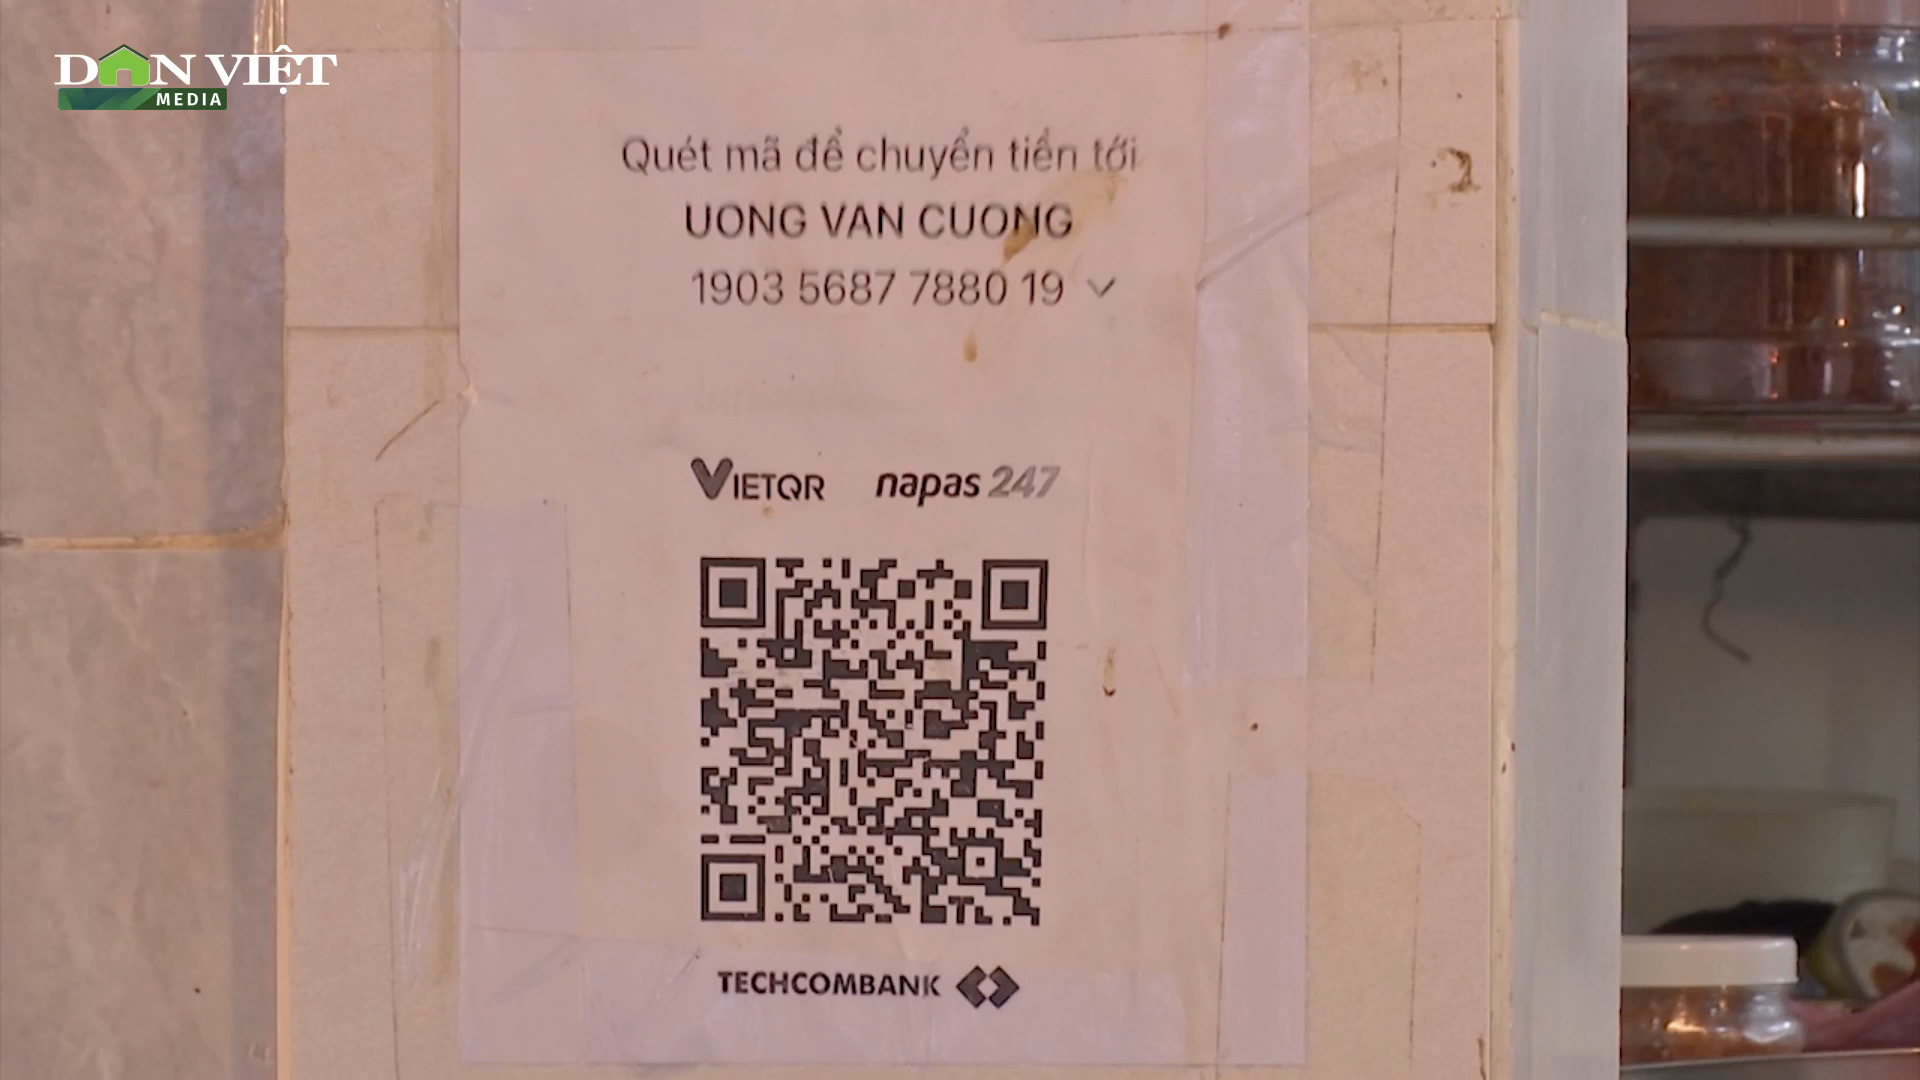 DÂN VIỆT
MEDIA
Quét mã để chuyển tiền tới
UONG VAN CUONG
1903 5687 7880 19
VIETQR napas 247
TECHCOMBANK